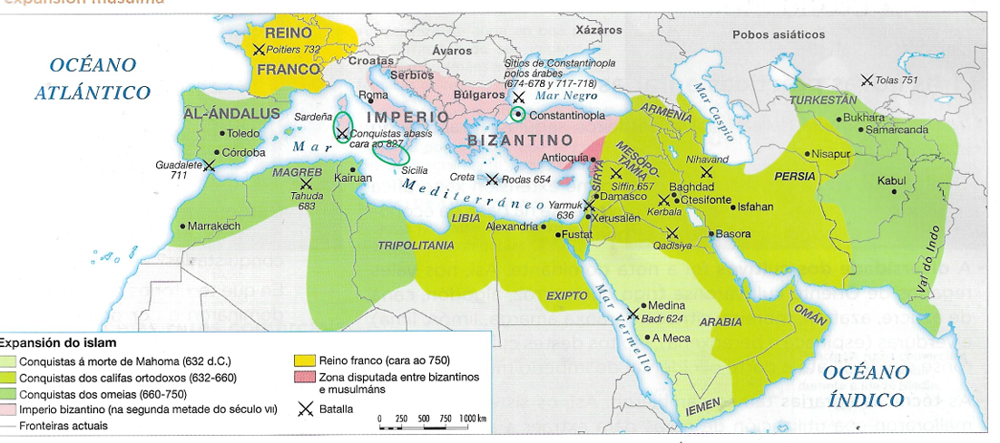 expansión musulmá
REINO
FRANCO
Poitiers 732
OCÉANO
ATLÁNTICO
Croatas
Serbios
Ávaros
Búlgaros
Xázaros
Pobos asiáticos
Sitios de Constantinopla
polos árabes
(674-678 y 717-718)
Mar Negro
Constantinopla
Mar Caspio
Tolas 751
TURKESTÁN
Bukhara
Samarcanda
AL-ÁNDALUS
Toledo
Córdoba
Guadalete
711
Sardeña
Roma
IMPERIO
BIZANTINO
Conquistas abasis
cara ao 827
Sicilia
Mar
Mediterráneo
Creta
Rodas 654
Antioquía
ARMENIA
MESOPO-
TAMIA
SIRYA
Siffin 657
Nihavand
Nisapur
PERSIA
Kabul
Val do Indo
MAGREB
Tahuda
683
Kairuan
Marrakech
TRIPOLITANIA
LIBIA
Alexandría
Fustat
EXIPTO
Yarmuk
636
Damasco
Xerusalén
Baghdad
Ctesifonte
Kerbala
Qadisiya
Isfahan
Basora
Mar Vermello
Medina
Badr 624
A Meca
ARABIA
OMÁN
IEMEN
OCÉANO
ÍNDICO
Expansión do islam
Conquistas á morte de Mahoma (632 d.C.)
Conquistas dos califas ortodoxos (632-660)
Conquistas dos omeias (660-750)
Imperio bizantino (na segunda metade do século VII)
Fronteiras actuais
Reino franco (cara ao 750)
Zona disputada entre bizantinos
e musulmáns
Batalla
0 250 500 750 1000 km